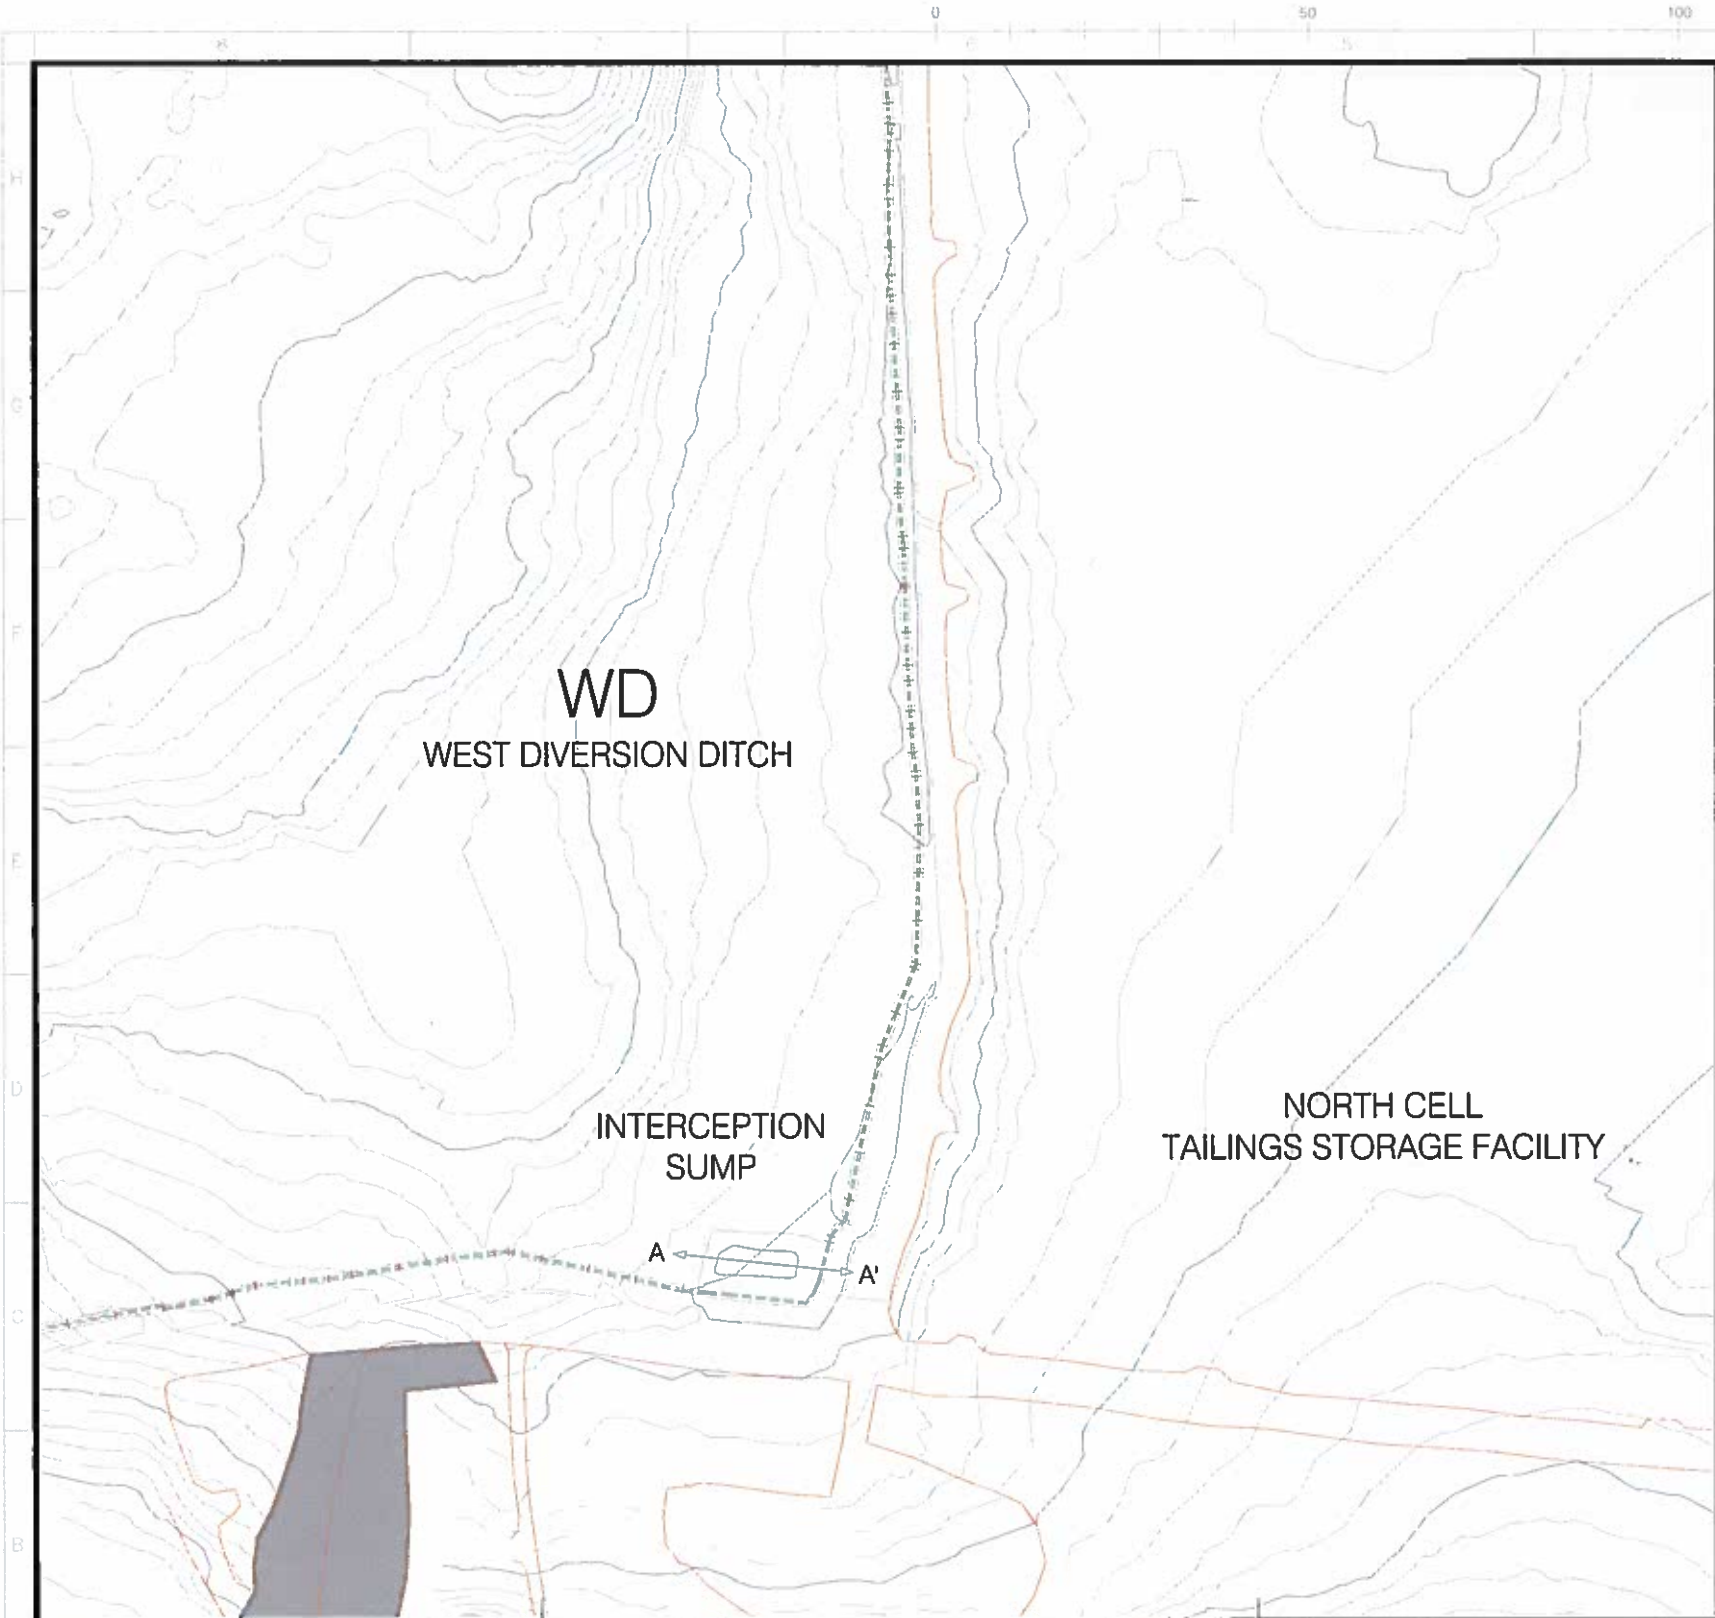 0 50 100
H
G
F
WD
WEST DIVERSION DITCH
E
D
INTERCEPTION
SUMP
NORTH CELL
TAILINGS STORAGE FACILITY
A
A'
C
B